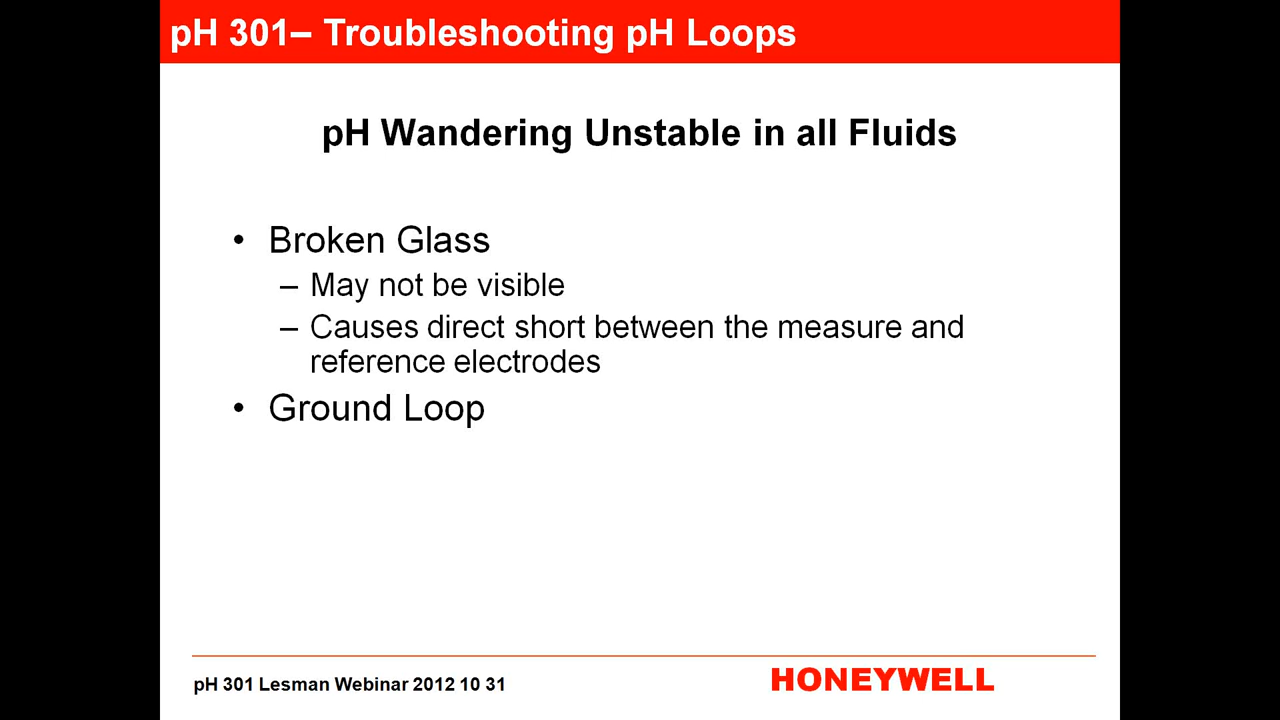 pH 301– Troubleshooting pH Loops
pH Wandering Unstable in all Fluids
• Broken Glass
– May not be visible
– Causes direct short between the measure and
reference electrodes
• Ground Loop
pH 301 Lesman Webinar 2012 10 31
HONEYWELL